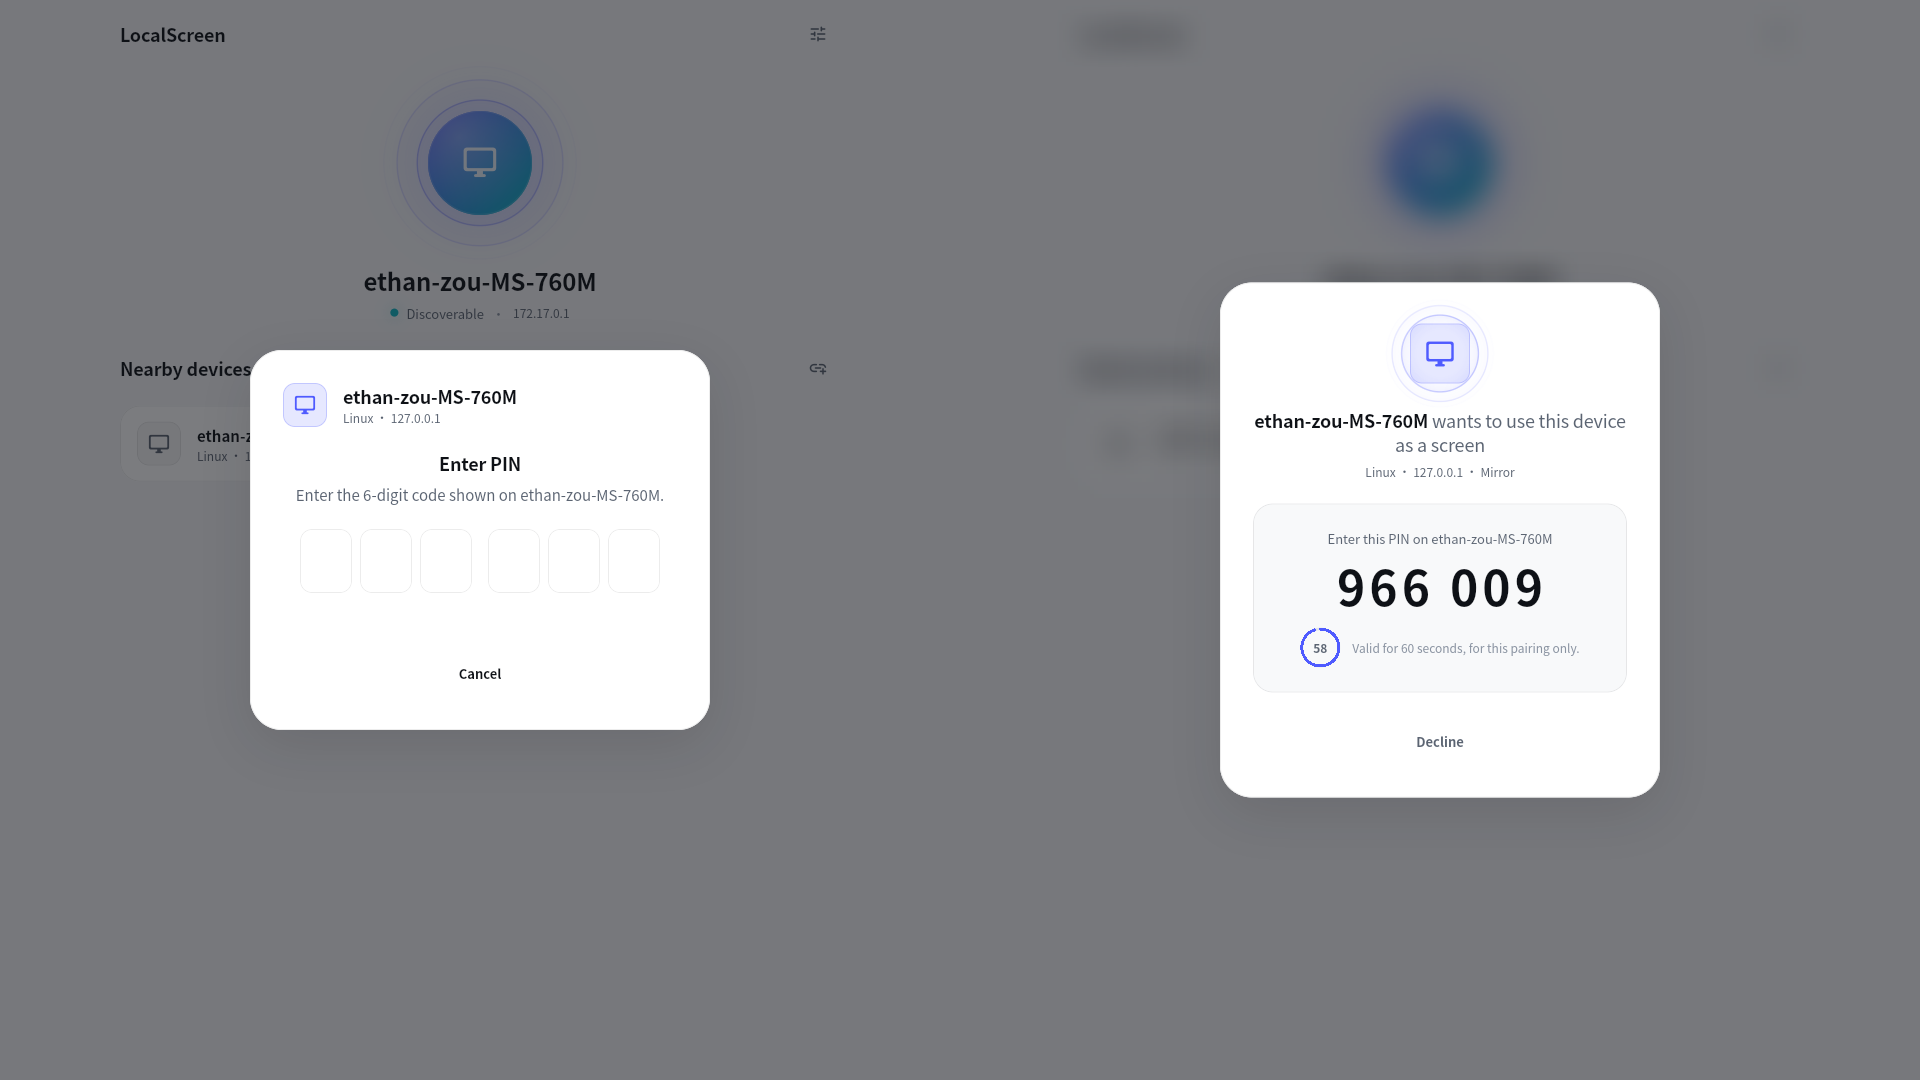 LocalScreen
ethan-zou-MS-760M
Discoverable • 172.17.0.1
Nearby devices
Linux •
ethan-zou-MS-760M
Linux • 127.0.0.1
Enter PIN
Enter the 6-digit code shown on ethan-zou-MS-760M.
Cancel
ethan-zou-MS-760M wants to use this device
as a screen
Linux • 127.0.0.1 • Mirror
Enter this PIN on ethan-zou-MS-760M
966 009
58 Valid for 60 seconds, for this pairing only.
Decline